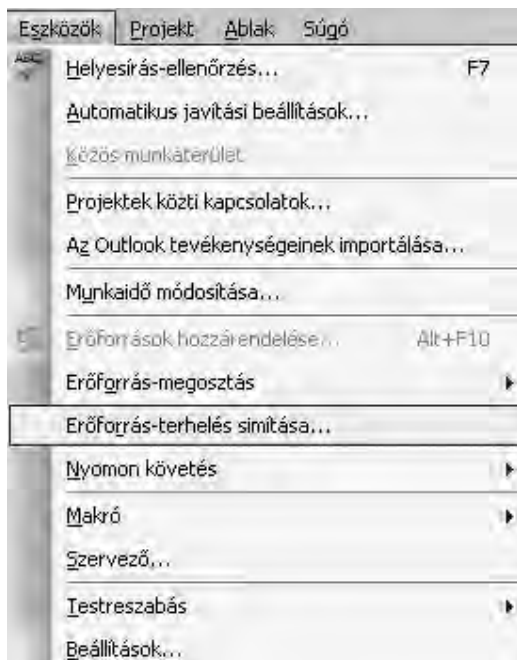 Eszközök Projekt Ablak Súgó
Helyesírás-ellenőrzés... F7
Automatikus javítási beállítások...
Közös munkaterület
Projektek közti kapcsolatok...
Az Outlook tevékenységeinek importálása...
Munkaidő módosítása...
Erőforrások hozzárendelése... Alt+F10
Erőforrás-megosztás
Erőforrás-terhelés simítása...
Nyomon követés
Makró
Szervező...
Testreszabás
Beállítások...